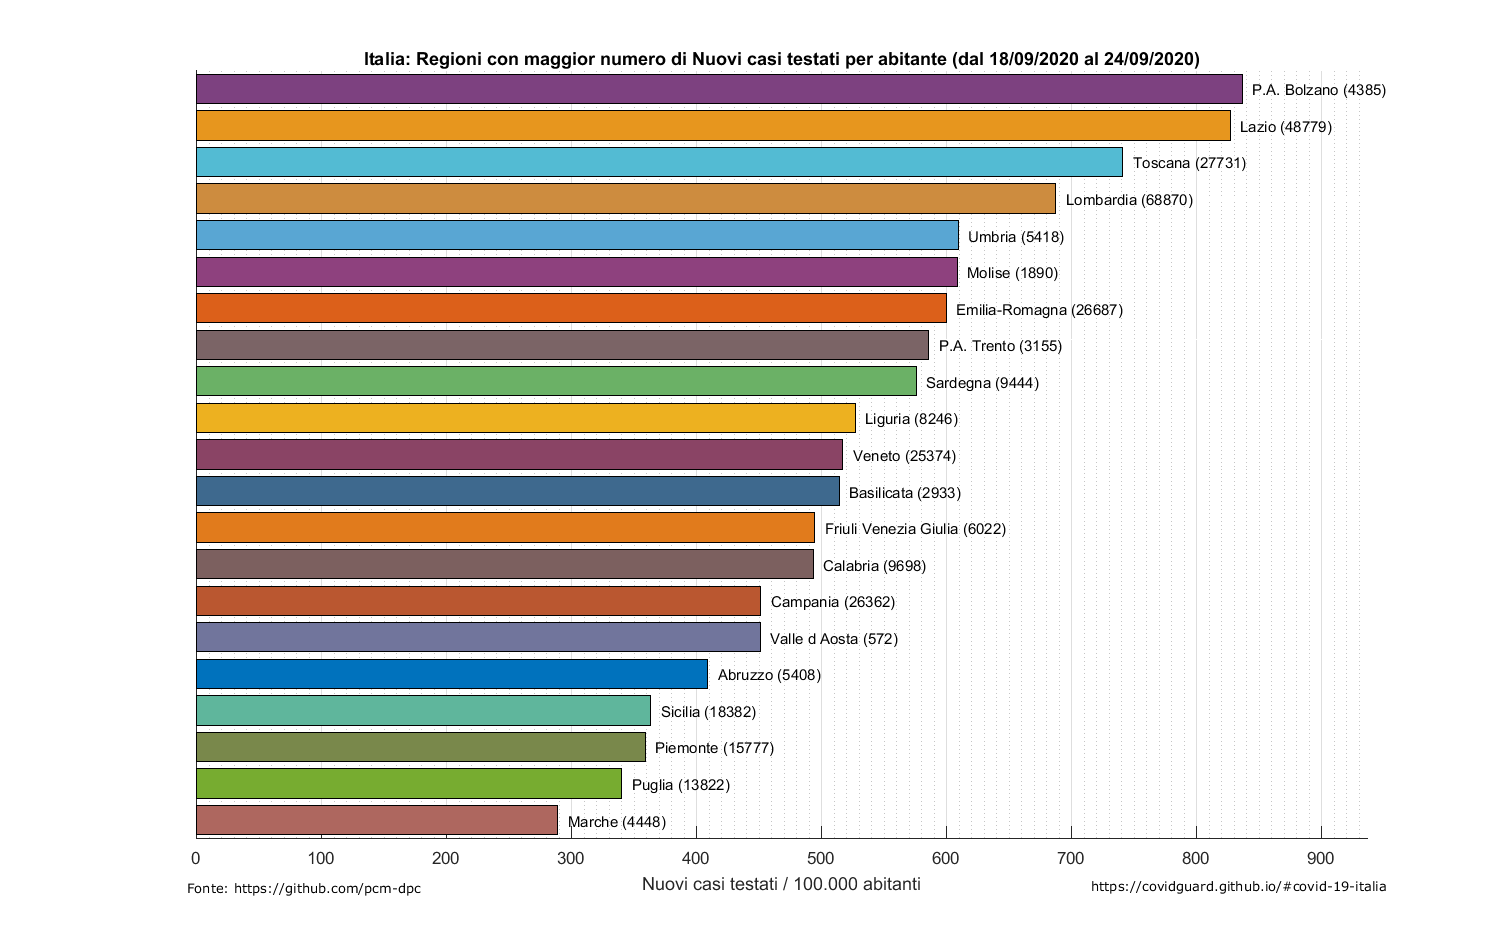 Italia: Regioni con maggior numero di Nuovi casi testati per abitante (dal 18/09/2020 al 24/09/2020)
P.A. Bolzano (4385)
Lazio (48779)
Toscana (27731)
Lombardia (68870)
Umbria (5418)
Molise (1890)
Emilia-Romagna (26687)
P.A. Trento (3155)
Sardegna (9444)
Liguria (8246)
Veneto (25374)
Basilicata (2933)
Friuli Venezia Giulia (6022)
Calabria (9698)
Campania (26362)
Valle d Aosta (572)
Abruzzo (5408)
Sicilia (18382)
Piemonte (15777)
Puglia (13822)
Marche (4448)
0 100 200 300 400 500 600 700 800 900
Nuovi casi testati / 100.000 abitanti
Fonte: https://github.com/pcm-dpc
https://covidguard.github.io/#covid-19-italia